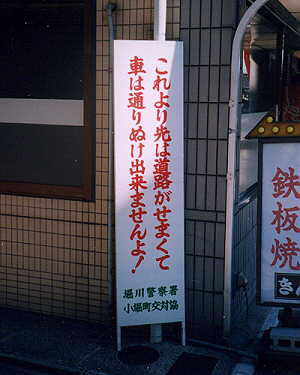 これより先は道路がせまくて
車は通りぬけ出来ませんよ！
堀川警察署
小堀町交対協
鉄板焼